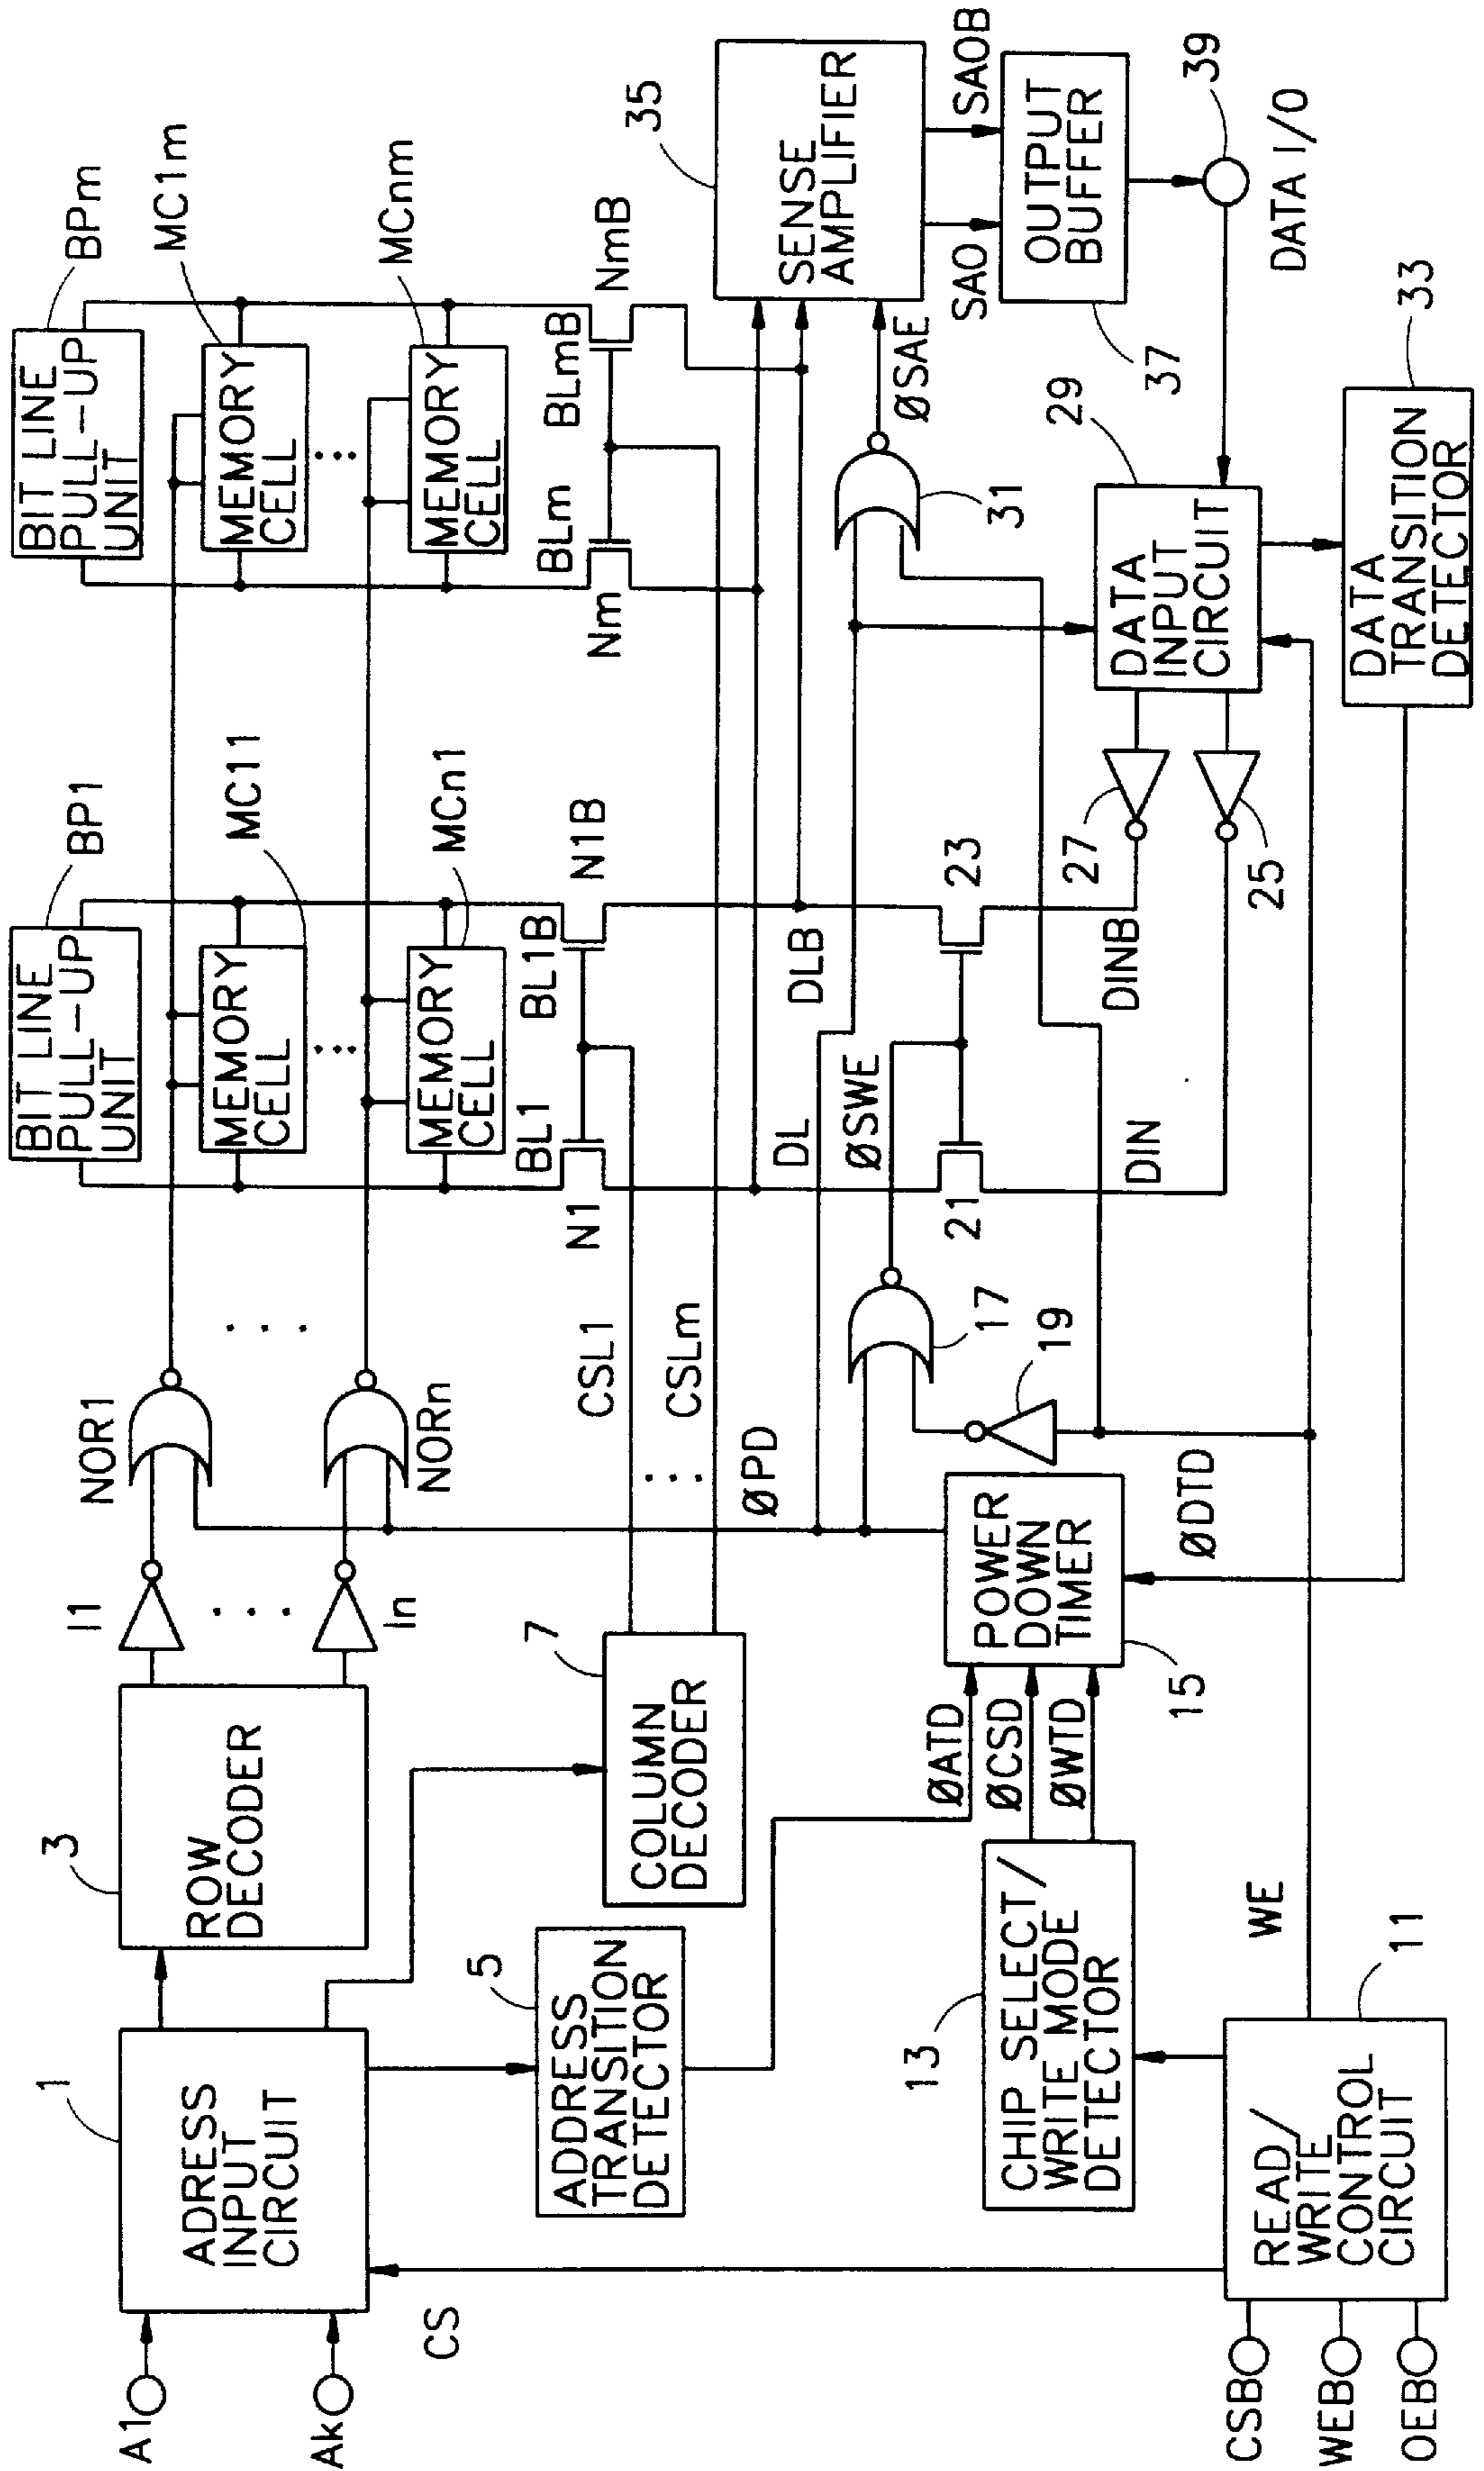 A1
Ak
1
ADRESS
INPUT
CIRCUIT
CS
3
ROW
DECODER
I1
. . .
In
NOR1
NORn
. . .
BIT LINE
PULL--UP
UNIT
BP1
MEMORY
CELL
MC11
...
MEMORY
CELL
MCn1
BIT LINE
PULL--UP
UNIT
BPm
MEMORY
CELL
MC1m
...
MEMORY
CELL
MCnm
BL1
BL1B
N1
N1B
BLm
BLmB
Nm
NmB
5
ADDRESS
TRANSITION
DETECTOR
7
COLUMN
DECODER
CSL1
...
CSLm
ØPD
DL
DLB
35
SENSE
AMPLIFIER
ØSAE
SAO
SAOB
OUTPUT
BUFFER
37
39
DATA I/O
31
ØSWE
17
19
21
23
DIN
DINB
27
25
29
DATA
INPUT
CIRCUIT
33
DATA
TRANSITION
DETECTOR
ØATD
ØCSD
ØWTD
POWER
DOWN
TIMER
15
ØDTD
13
CHIP SELECT/
WRITE MODE
DETECTOR
WE
11
READ/
WRITE
CONTROL
CIRCUIT
CSB
WEB
OEB